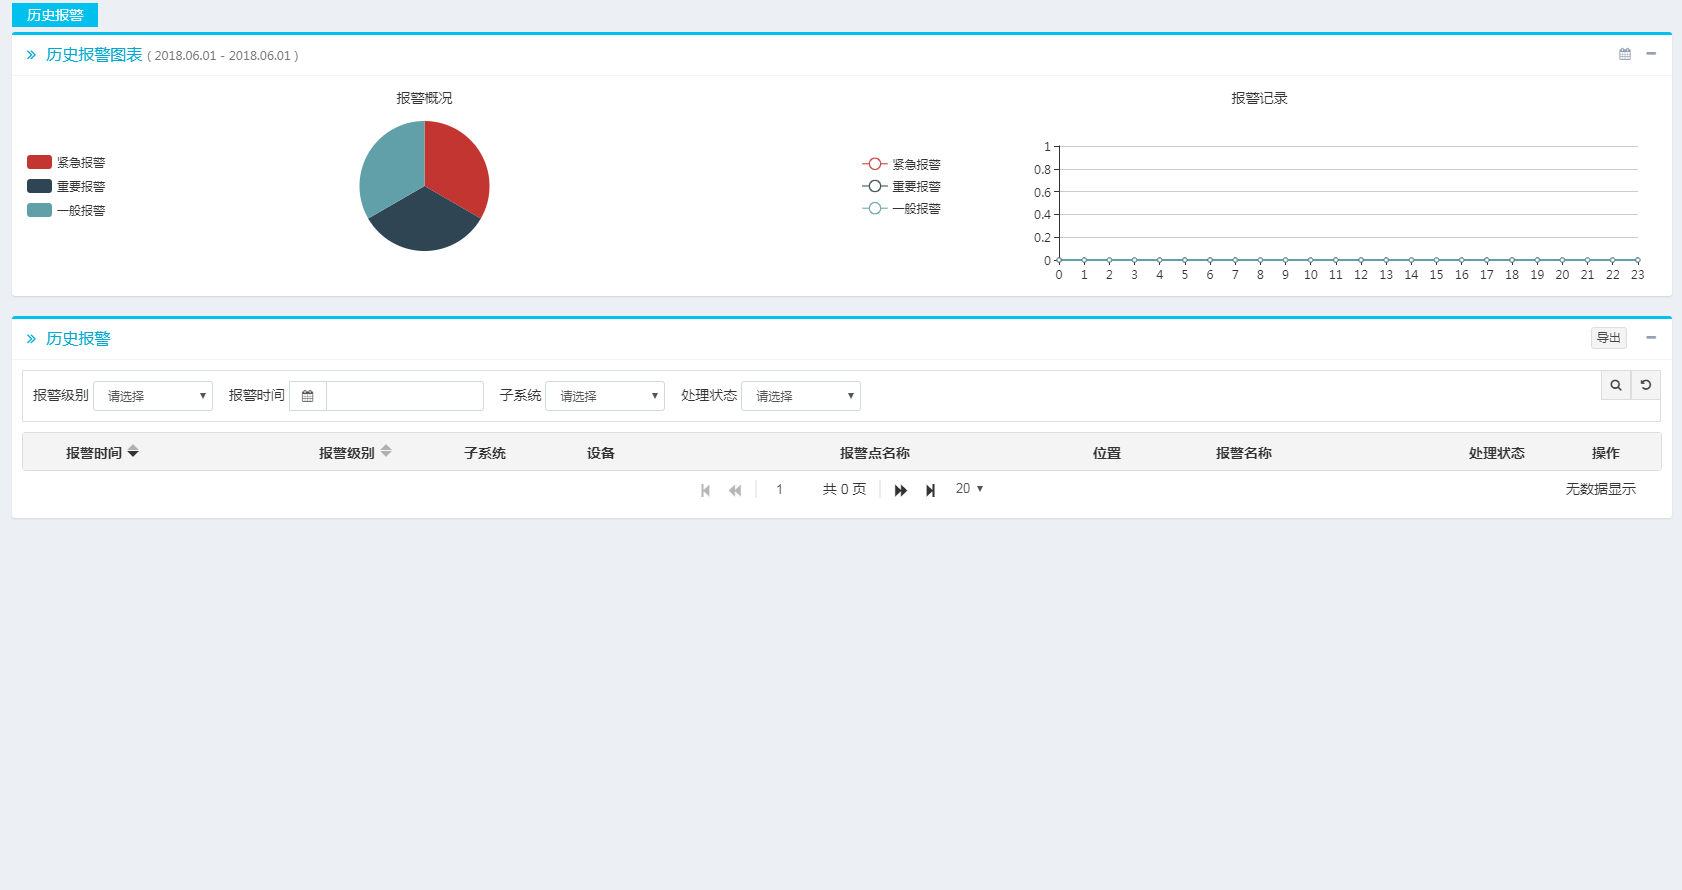 历史报警
历史报警图表 ( 2018.06.01 - 2018.06.01 )
报警概况
紧急报警
重要报警
一般报警
报警记录
紧急报警
重要报警
一般报警
1
0.8
0.6
0.4
0.2
0
0 1 2 3 4 5 6 7 8 9 10 11 12 13 14 15 16 17 18 19 20 21 22 23
历史报警 导出
报警级别 请选择 报警时间 子系统 请选择 处理状态 请选择
报警时间 报警级别 子系统 设备 报警点名称 位置 报警名称 处理状态 操作
1 共 0 页 20 无数据显示